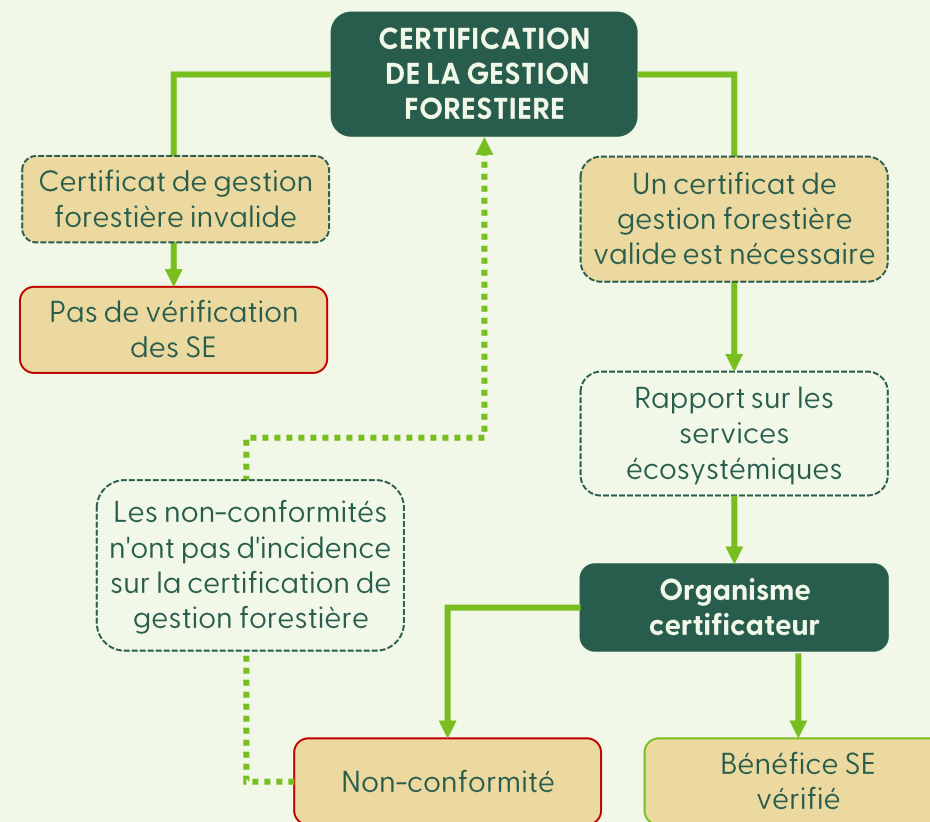 CERTIFICATION
DE LA GESTION
FORESTIERE
Certificat de gestion
forestière invalide
Un certificat de
gestion forestière
valide est nécessaire
Pas de vérification
des SE
Rapport sur les
services
écosystémiques
Les non-conformités
n'ont pas d'incidence
sur la certification de
gestion forestière
Organisme
certificateur
Non-conformité
Bénéfice SE
vérifié